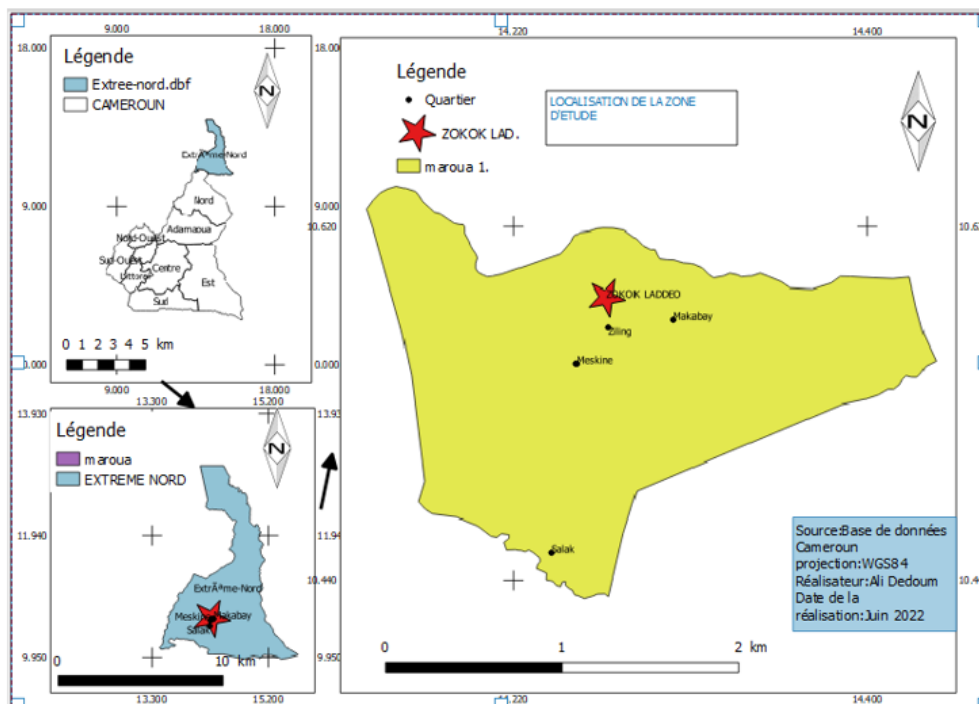 9.000
18.000
18.000
18.000
Légende
Extree-nord.dbf
CAMEROUN
N
ExtrÃªme-Nord
Nord
9.000
9.000
Adamaoua
Nord-Ouest
Sud-Ouest
Centre
Est
Sud
0 1 2 3 4 5 km
0.000
0.000
9.000
18.000
13.300
15.200
13.930
13.930
Légende
maroua
EXTREME NORD
N
11.940
11.940
ExtrÃªme-Nord
Meskine
Makabay
Salak
0
10 km
9.950
9.950
13.300
15.200
14.220
14.400
Légende
Quartier
ZOKOK LAD.
maroua 1.
LOCALISATION DE LA ZONE
D'ETUDE
N
10.620
ZOKOIK LADDEO
Makabay
Ziling
Meskine
Salak
10.440
Source:Base de données
Cameroun
projection:WGS84
Réalisateur:Ali Dedoum
Date de la
réalisation:Juin 2022
0
1
2 km
14.220
14.400